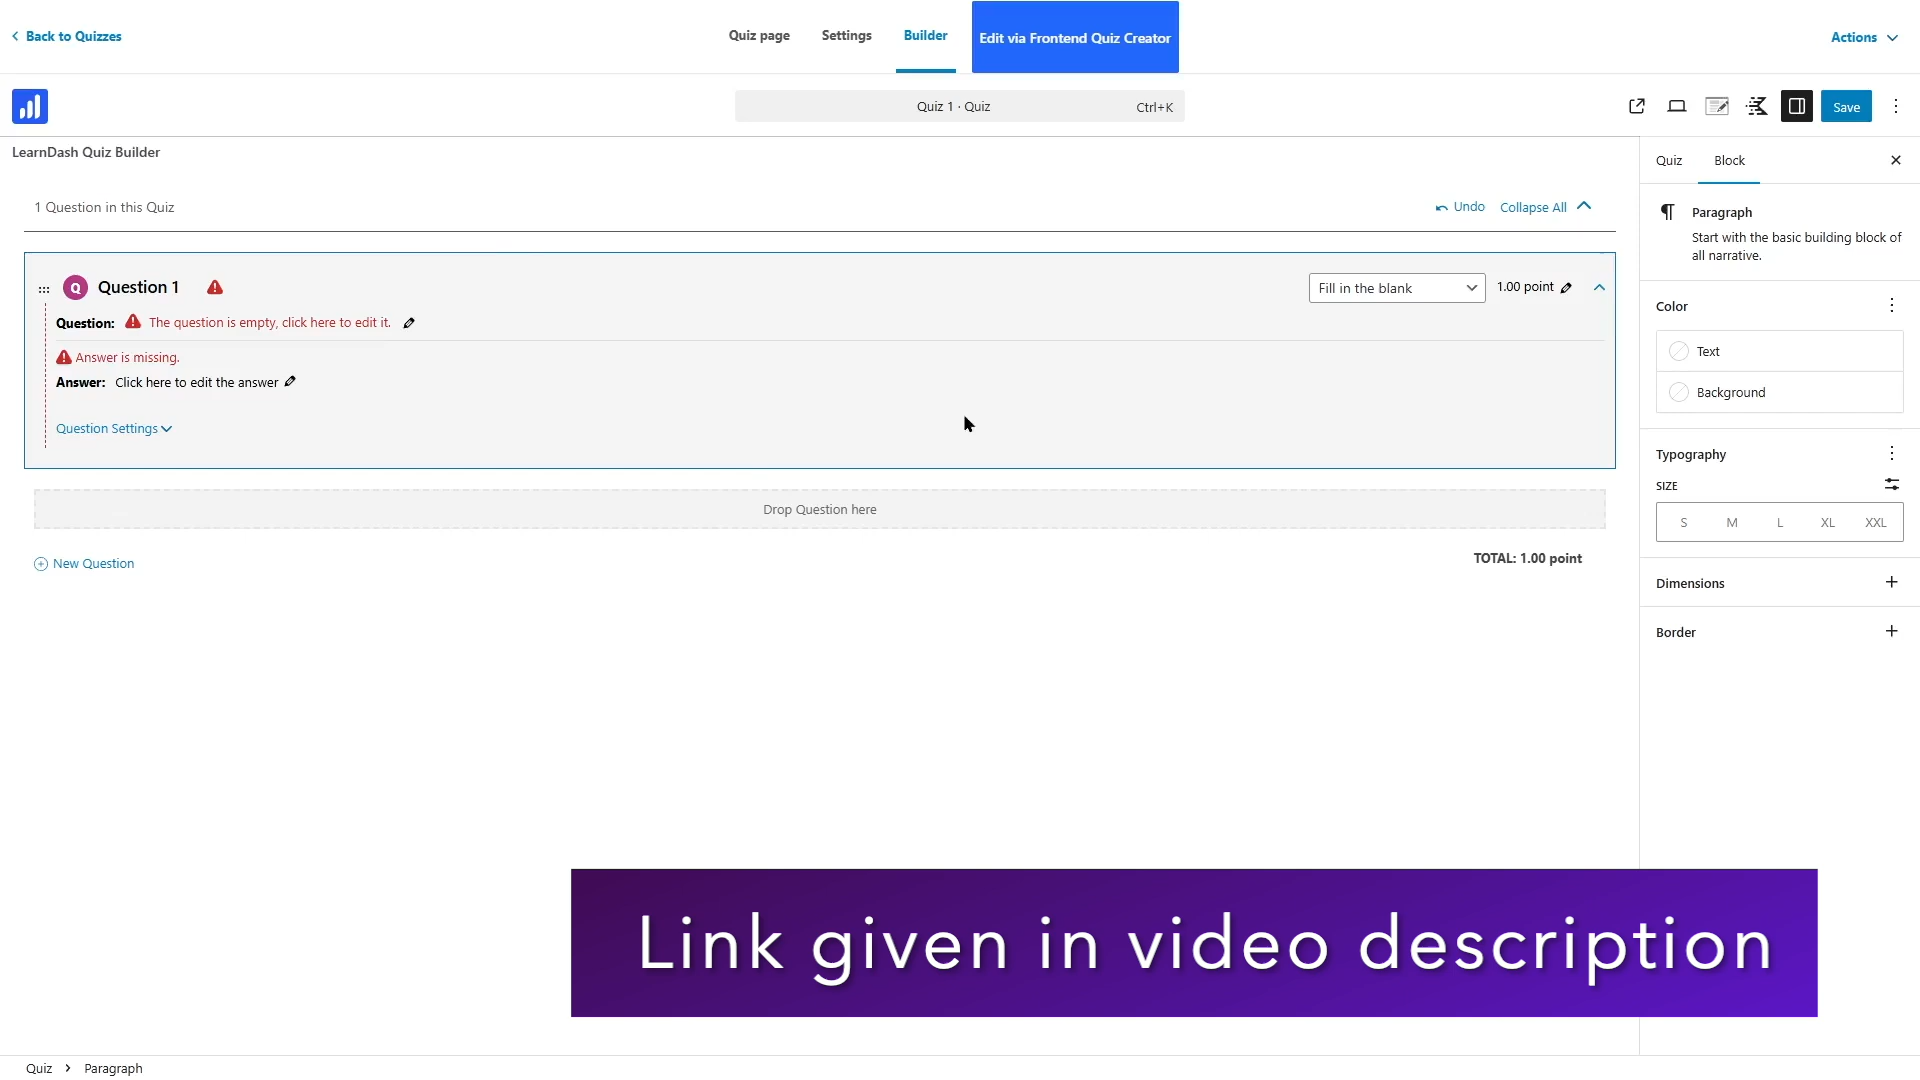 Back to Quizzes
Quiz page
Settings
Builder
Edit via Frontend Quiz Creator
Actions
Quiz 1 · Quiz
Ctrl+K
Save
LearnDash Quiz Builder
1 Question in this Quiz
Undo
Collapse All
Q Question 1
Fill in the blank
1.00 point
Question: The question is empty, click here to edit it.
Answer is missing.
Answer: Click here to edit the answer
Question Settings
Drop Question here
New Question
TOTAL: 1.00 point
Quiz
Block
Paragraph
Start with the basic building block of
all narrative.
Color
Text
Background
Typography
SIZE
S M L XL XXL
Dimensions
Border
Link given in video description
Quiz > Paragraph